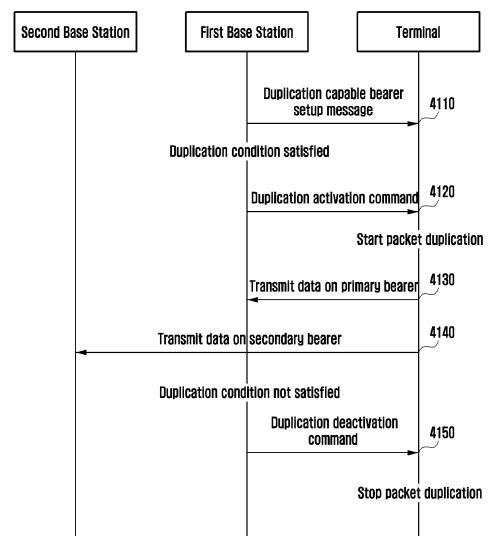 Second Base Station
First Base Station
Terminal
Duplication capable bearer
setup message
4110
Duplication condition satisfied
Duplication activation command
4120
Start packet duplication
Transmit data on primary bearer
4130
Transmit data on secondary bearer
4140
Duplication condition not satisfied
Duplication deactivation
command
4150
Stop packet duplication